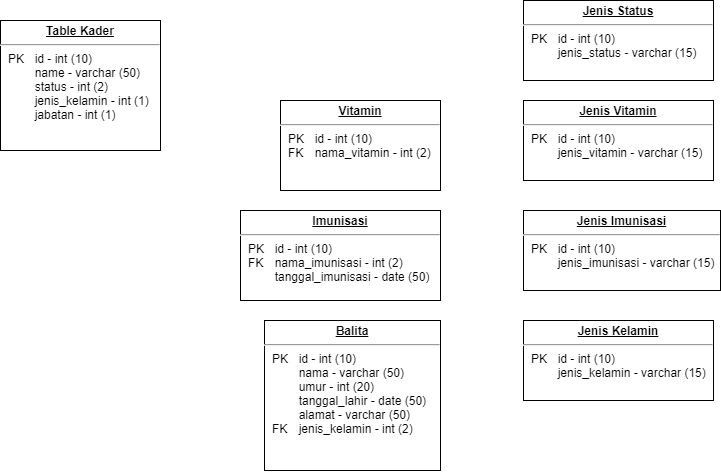 Table Kader
PK id - int (10)
name - varchar (50)
status - int (2)
jenis_kelamin - int (1)
jabatan - int (1)
Vitamin
PK id - int (10)
FK nama_vitamin - int (2)
Imunisasi
PK id - int (10)
FK nama_imunisasi - int (2)
tanggal_imunisasi - date (50)
Balita
PK id - int (10)
nama - varchar (50)
umur - int (20)
tanggal_lahir - date (50)
alamat - varchar (50)
FK jenis_kelamin - int (2)
Jenis Status
PK id - int (10)
jenis_status - varchar (15)
Jenis Vitamin
PK id - int (10)
jenis_vitamin - varchar (15)
Jenis Imunisasi
PK id - int (10)
jenis_imunisasi - varchar (15)
Jenis Kelamin
PK id - int (10)
jenis_kelamin - varchar (15)